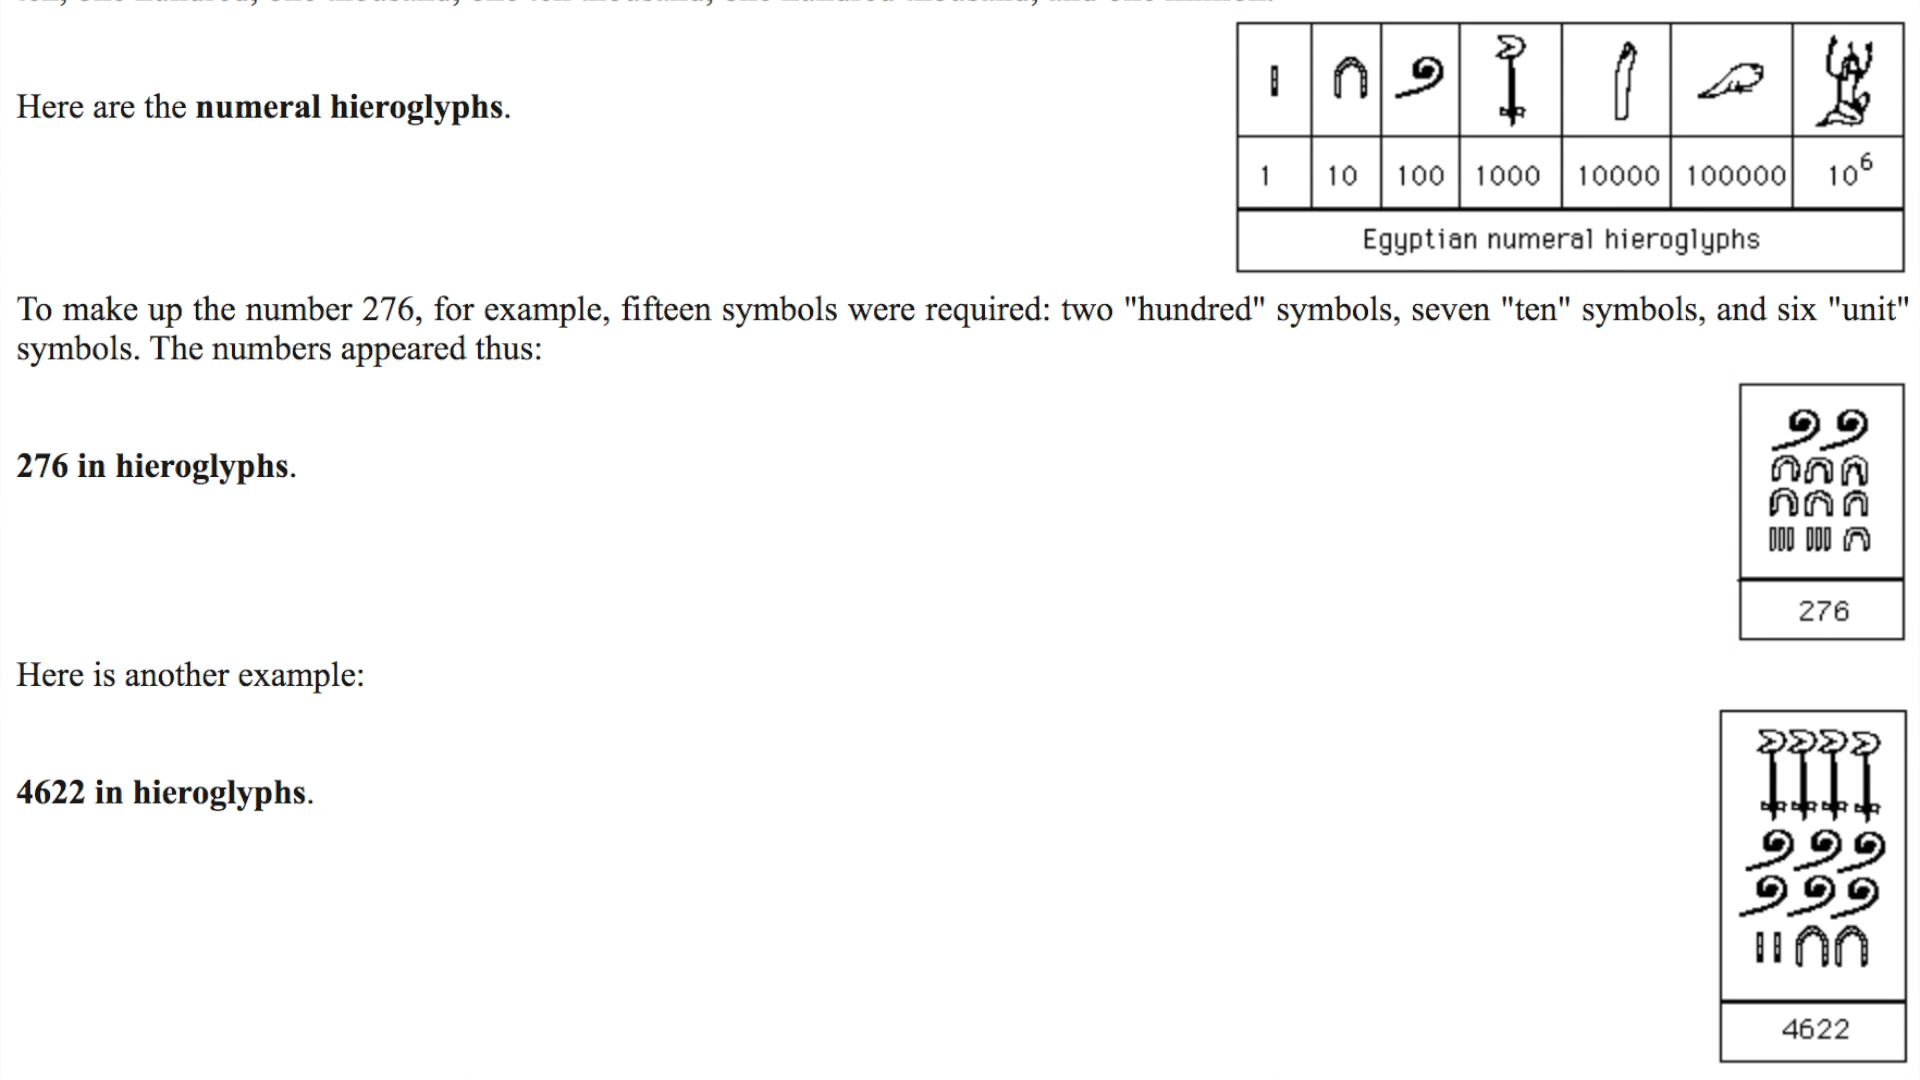 Here are the numeral hieroglyphs.
1 10 100 1000 10000 100000 10⁶
Egyptian numeral hieroglyphs
To make up the number 276, for example, fifteen symbols were required: two "hundred" symbols, seven "ten" symbols, and six "unit"
symbols. The numbers appeared thus:
276 in hieroglyphs.
276
Here is another example:
4622 in hieroglyphs.
4622